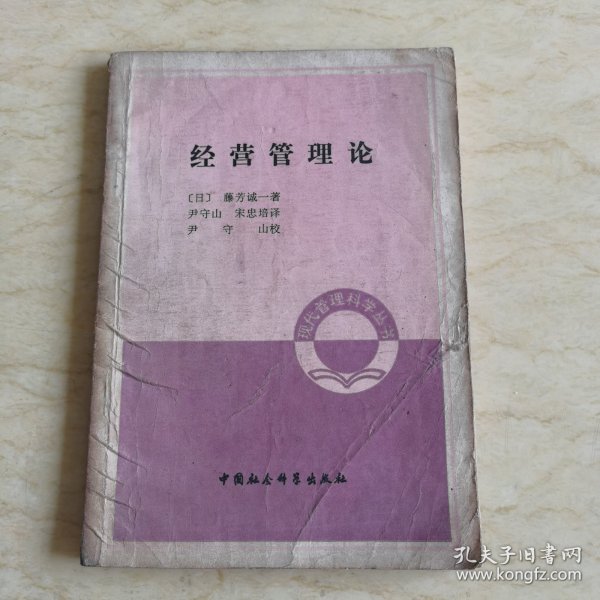 经营管理论
〔日〕 藤芳诚一著
尹守山 宋忠培译
尹守山校
现代管理科学丛书
中国社会科学出版社
孔夫子旧书网
www.kongfz.com